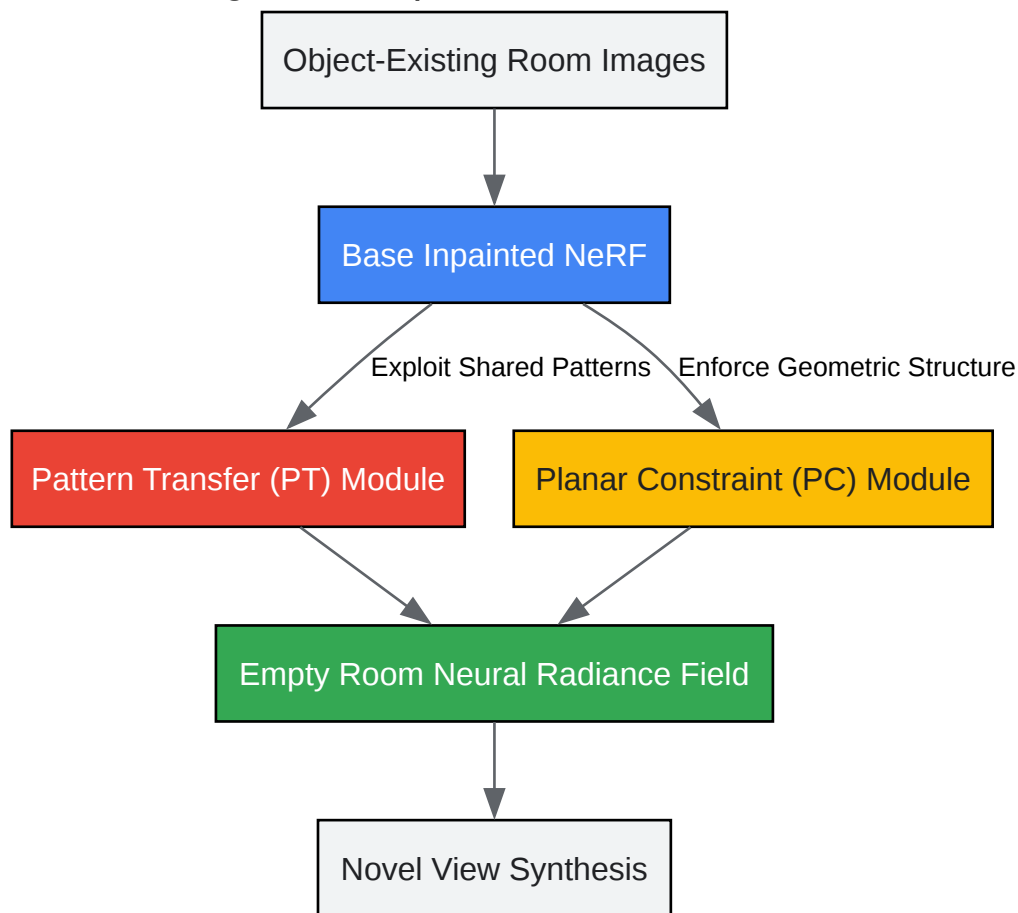 Object-Existing Room Images
Base Inpainted NeRF
Exploit Shared Patterns
Enforce Geometric Structure
Pattern Transfer (PT) Module
Planar Constraint (PC) Module
Empty Room Neural Radiance Field
Novel View Synthesis